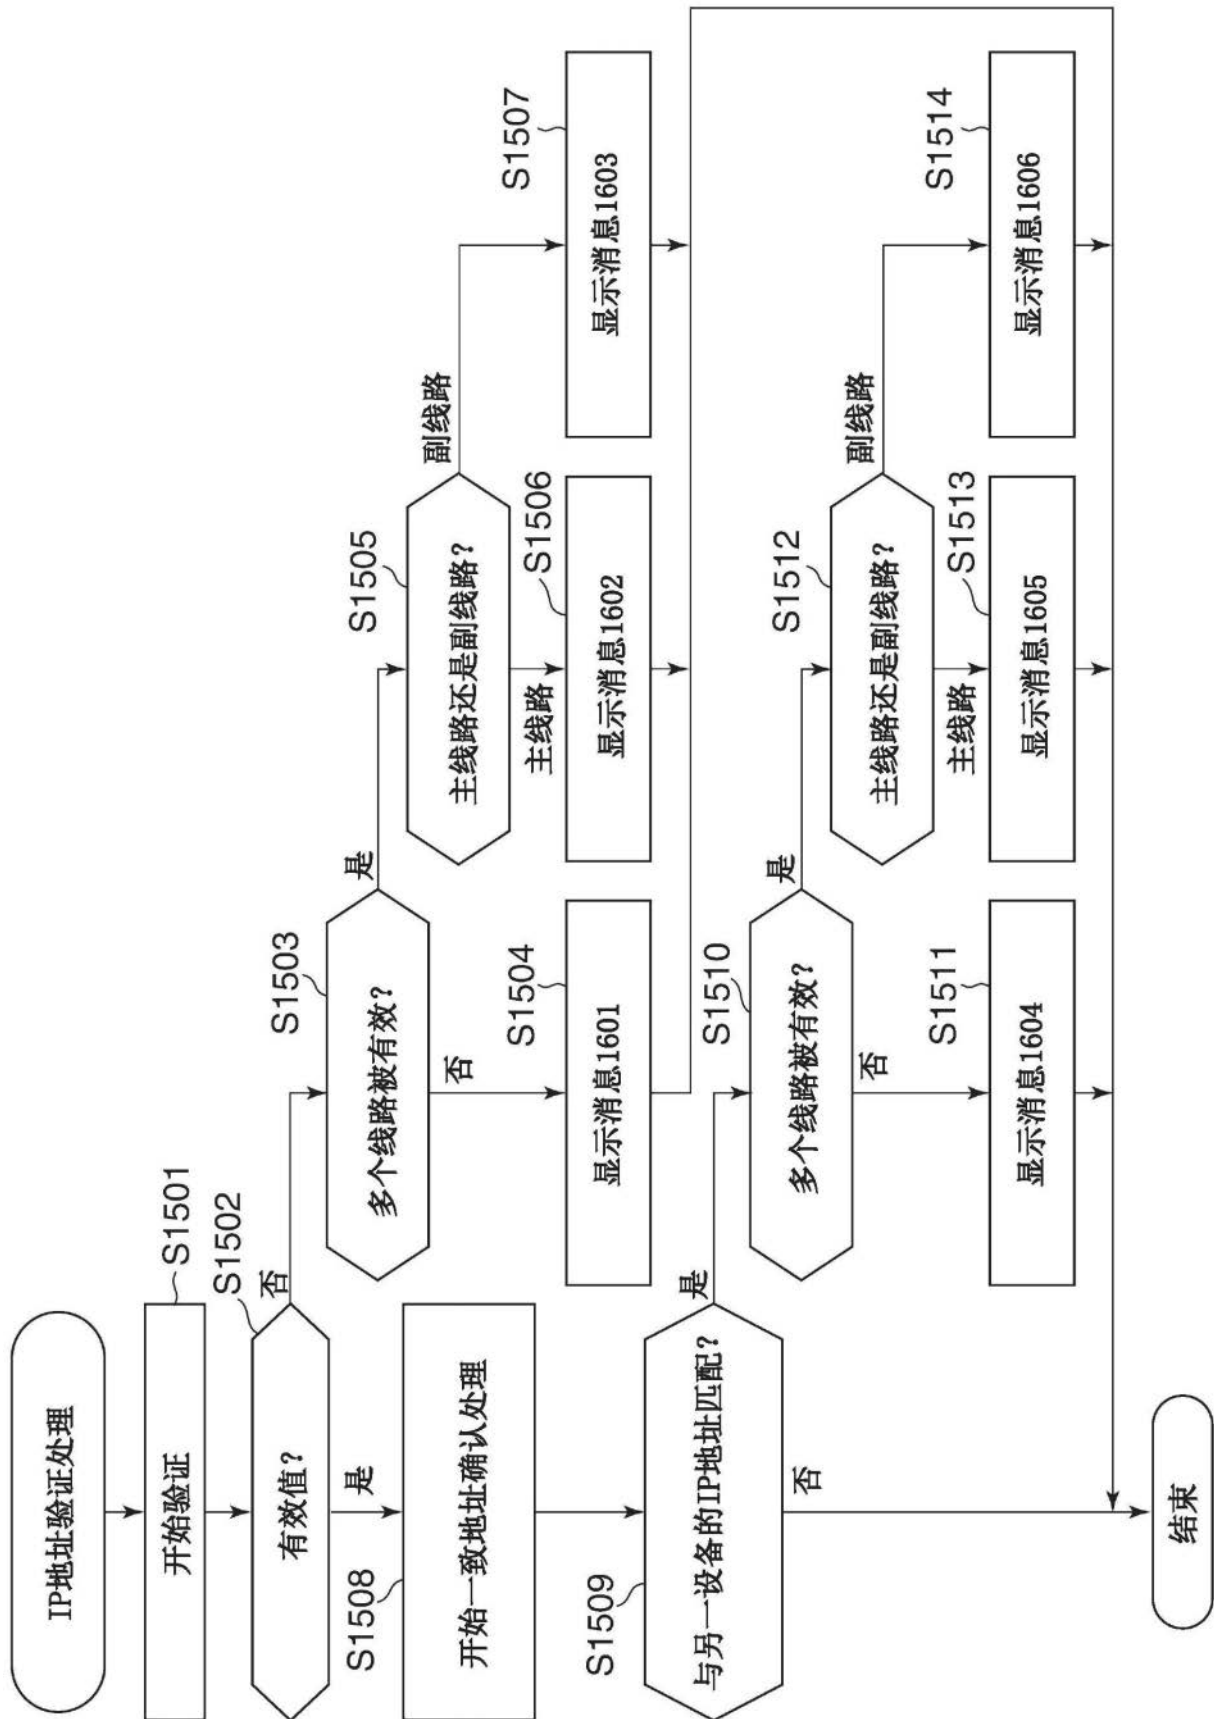 IP地址验证处理
开始验证
S1501
有效值？
S1502
否
是
多个线路被有效？
S1503
是
否
显示消息1601
S1504
主线路还是副线路？
S1505
副线路
主线路
显示消息1602
S1506
显示消息1603
S1507
开始一致地址确认处理
S1508
与另一设备的IP地址匹配？
S1509
是
否
多个线路被有效？
S1510
是
否
显示消息1604
S1511
主线路还是副线路？
S1512
副线路
主线路
显示消息1605
S1513
显示消息1606
S1514
结束